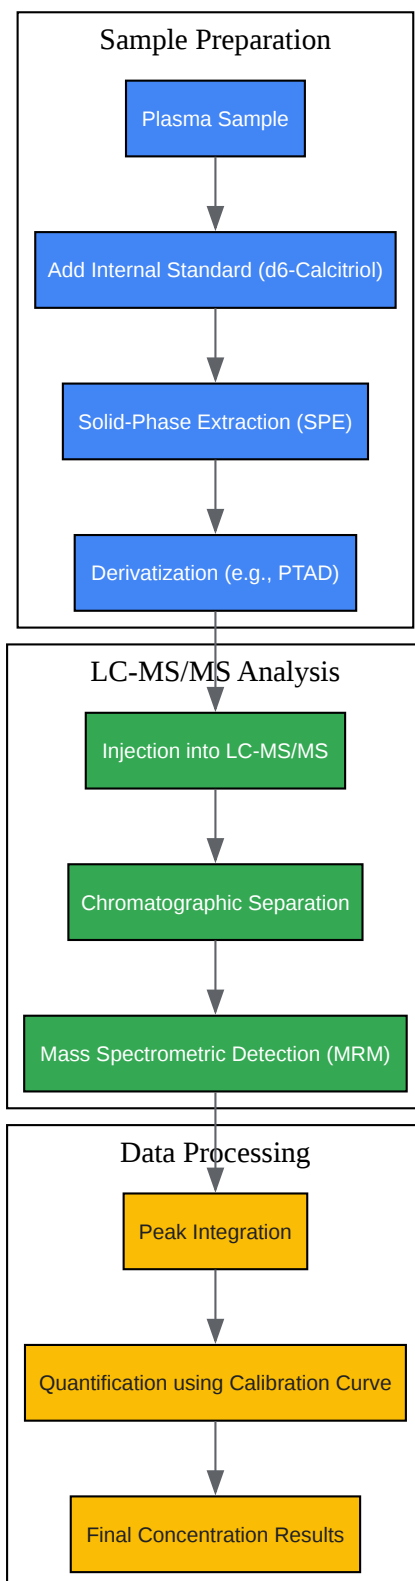 Sample Preparation
Plasma Sample
Add Internal Standard (d6-Calcitriol)
Solid-Phase Extraction (SPE)
Derivatization (e.g., PTAD)
LC-MS/MS Analysis
Injection into LC-MS/MS
Chromatographic Separation
Mass Spectrometric Detection (MRM)
Data Processing
Peak Integration
Quantification using Calibration Curve
Final Concentration Results